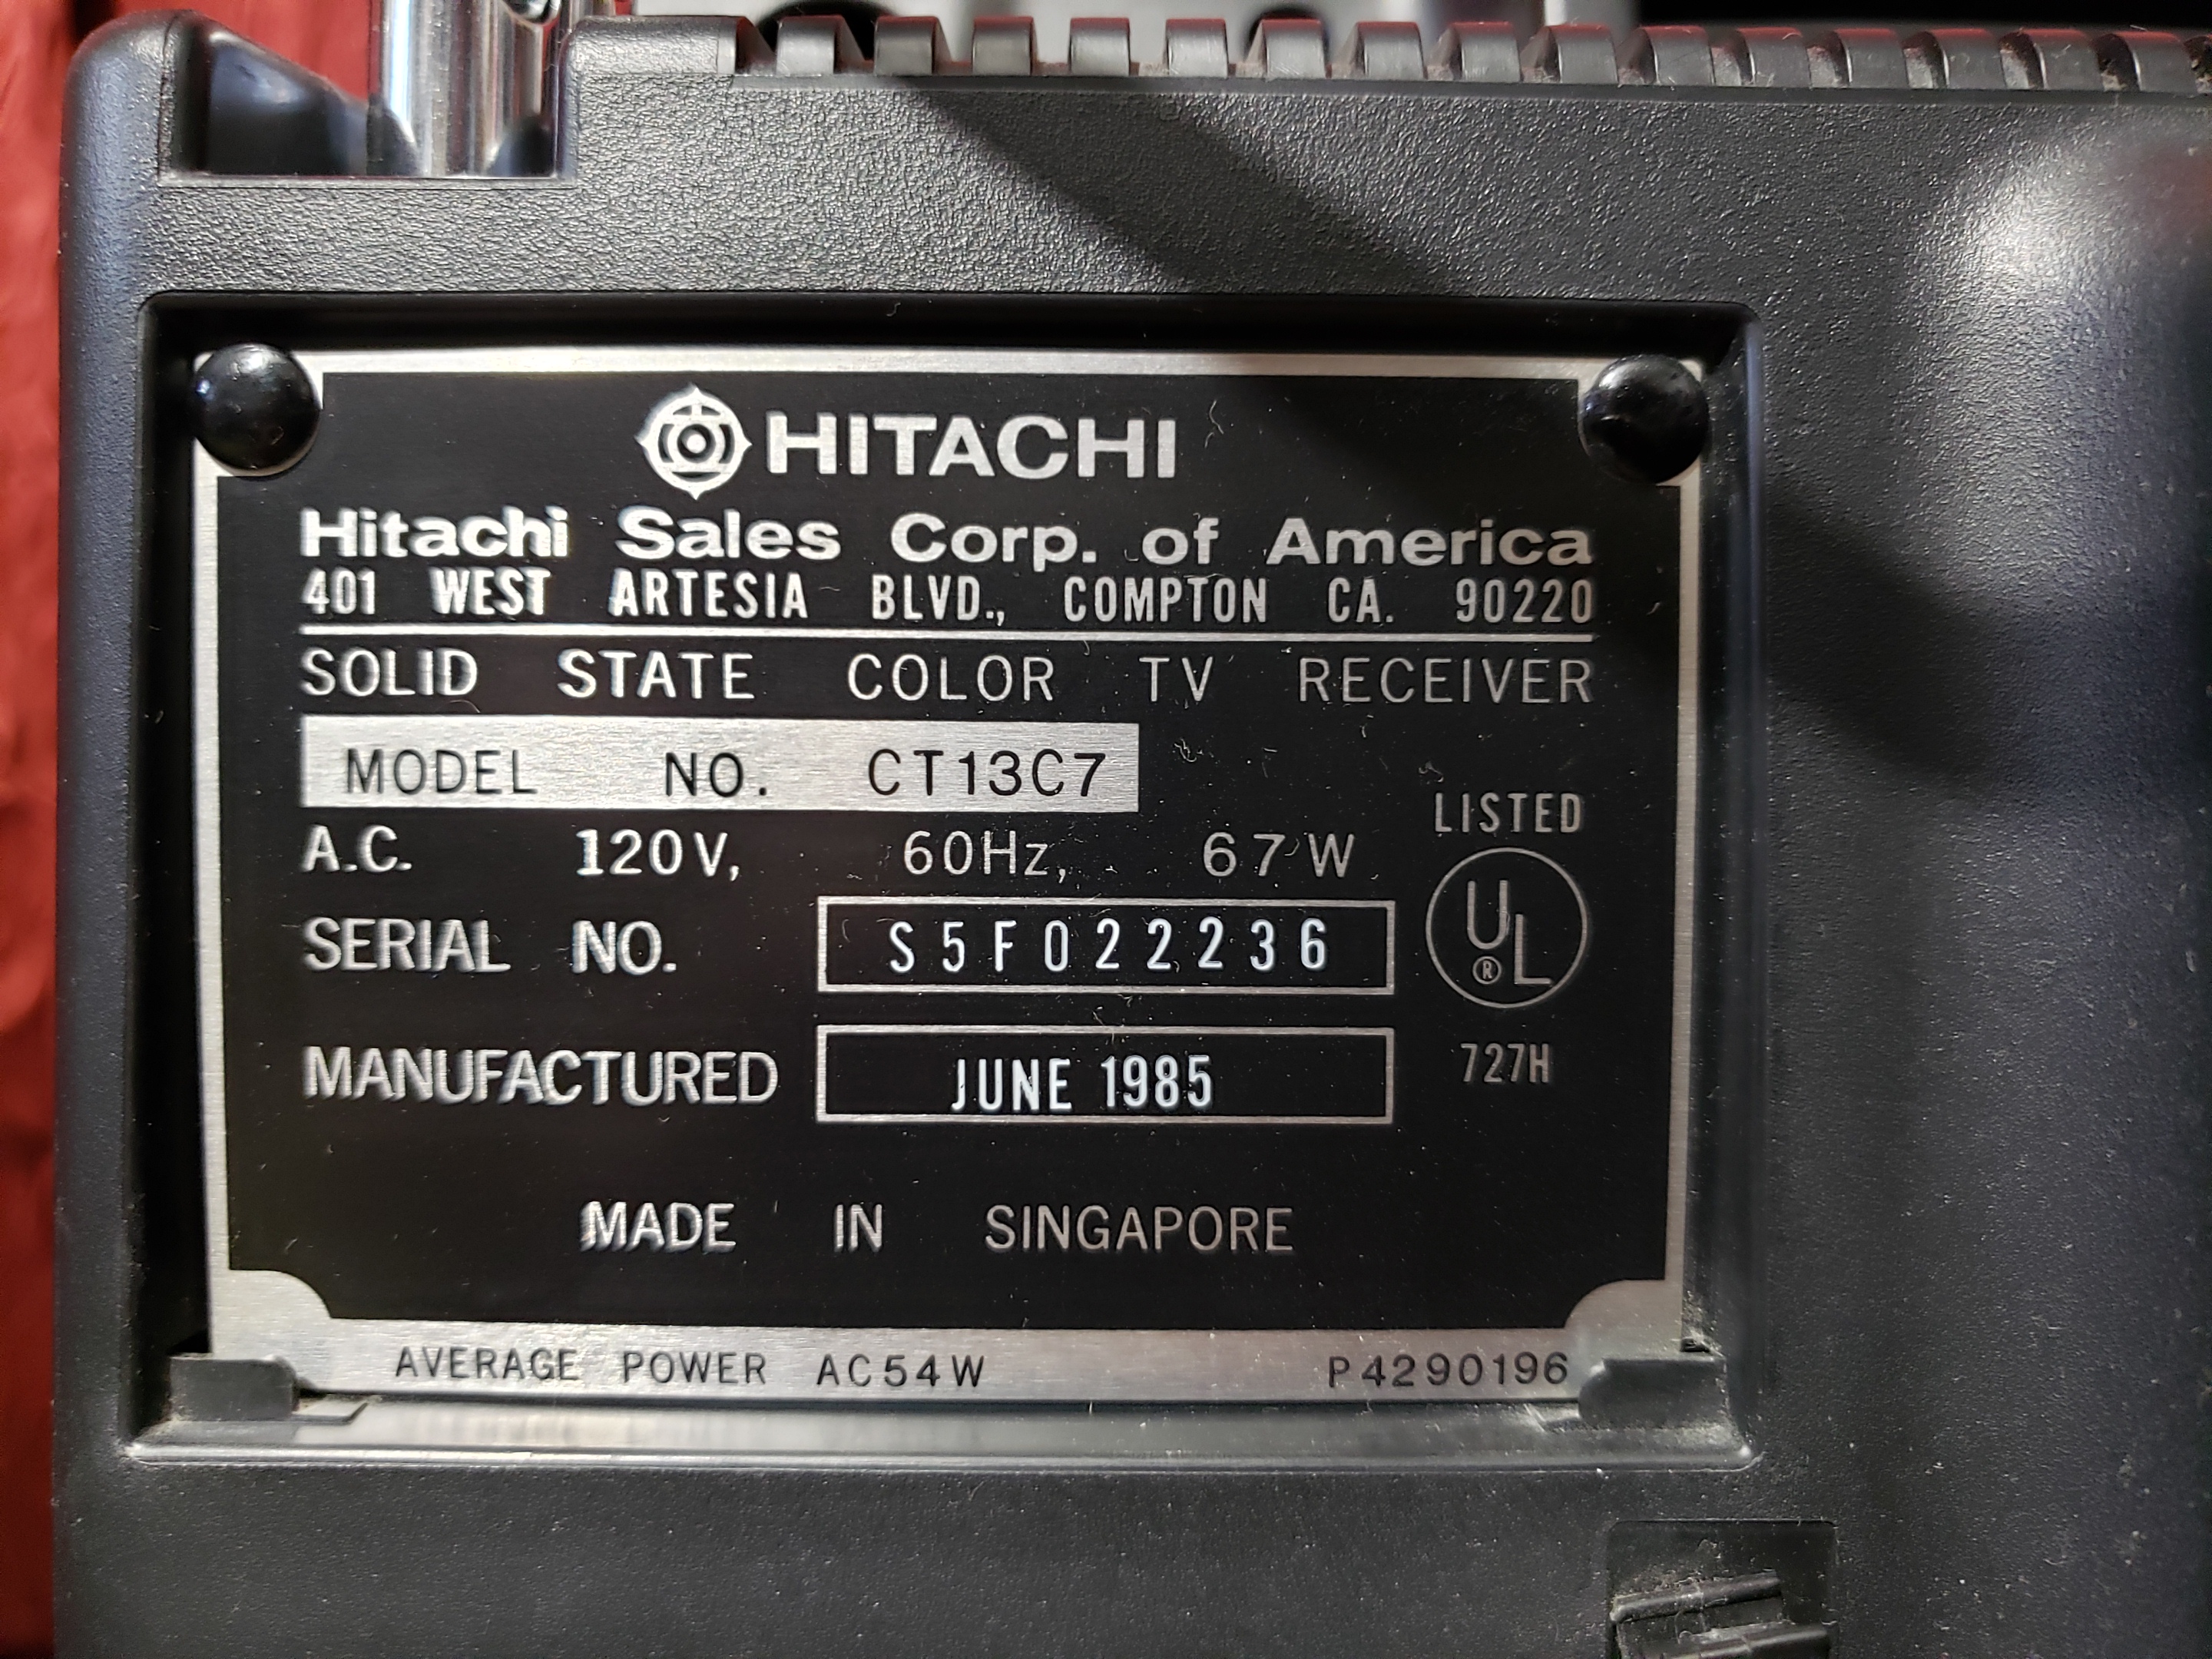 HITACHI
Hitachi Sales Corp. of America
401 WEST ARTESIA BLVD., COMPTON CA. 90220
SOLID STATE COLOR TV RECEIVER
MODEL NO. CT13C7
LISTED
A.C. 120V, 60Hz, 67W
UL®
SERIAL NO. S5F022236
MANUFACTURED JUNE 1985
727H
MADE IN SINGAPORE
AVERAGE POWER AC54W P4290196